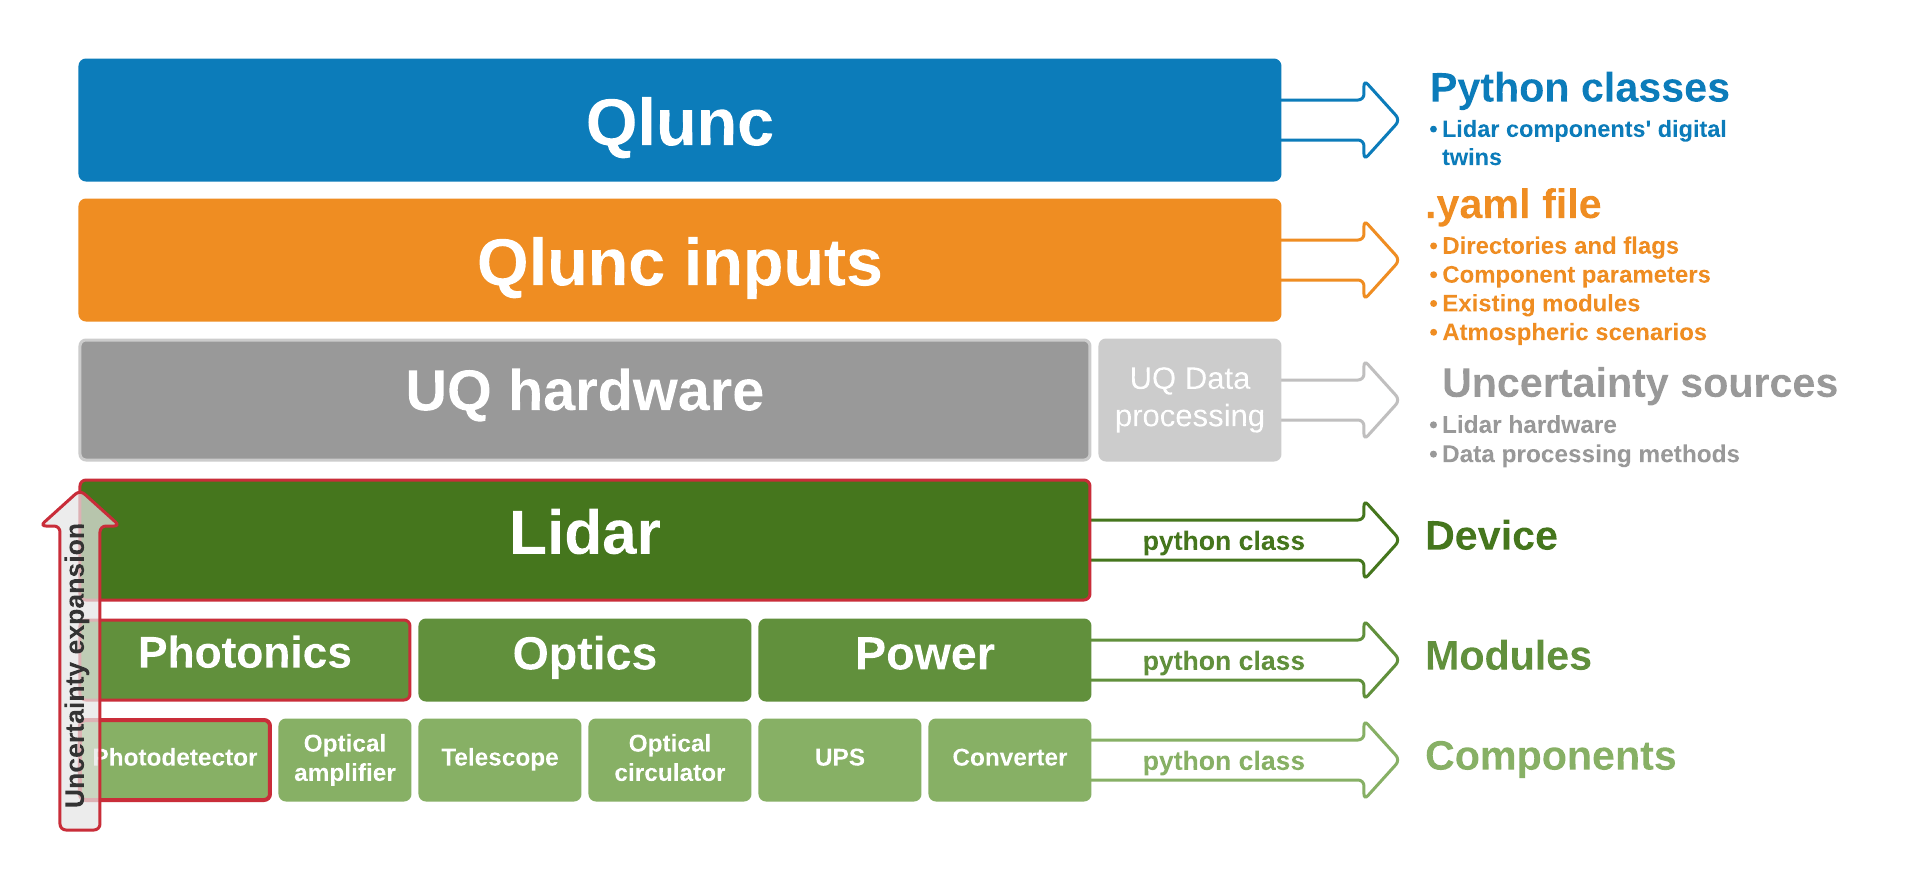 Qlunc
Python classes
• Lidar components' digital
twins
Qlunc inputs
.yaml file
• Directories and flags
• Component parameters
• Existing modules
• Atmospheric scenarios
UQ hardware
UQ Data
processing
Uncertainty sources
• Lidar hardware
• Data processing methods
Uncertainty expansion
Lidar
python class
Device
Photonics
Optics
Power
python class
Modules
Photodetector
Optical
amplifier
Telescope
Optical
circulator
UPS
Converter
python class
Components